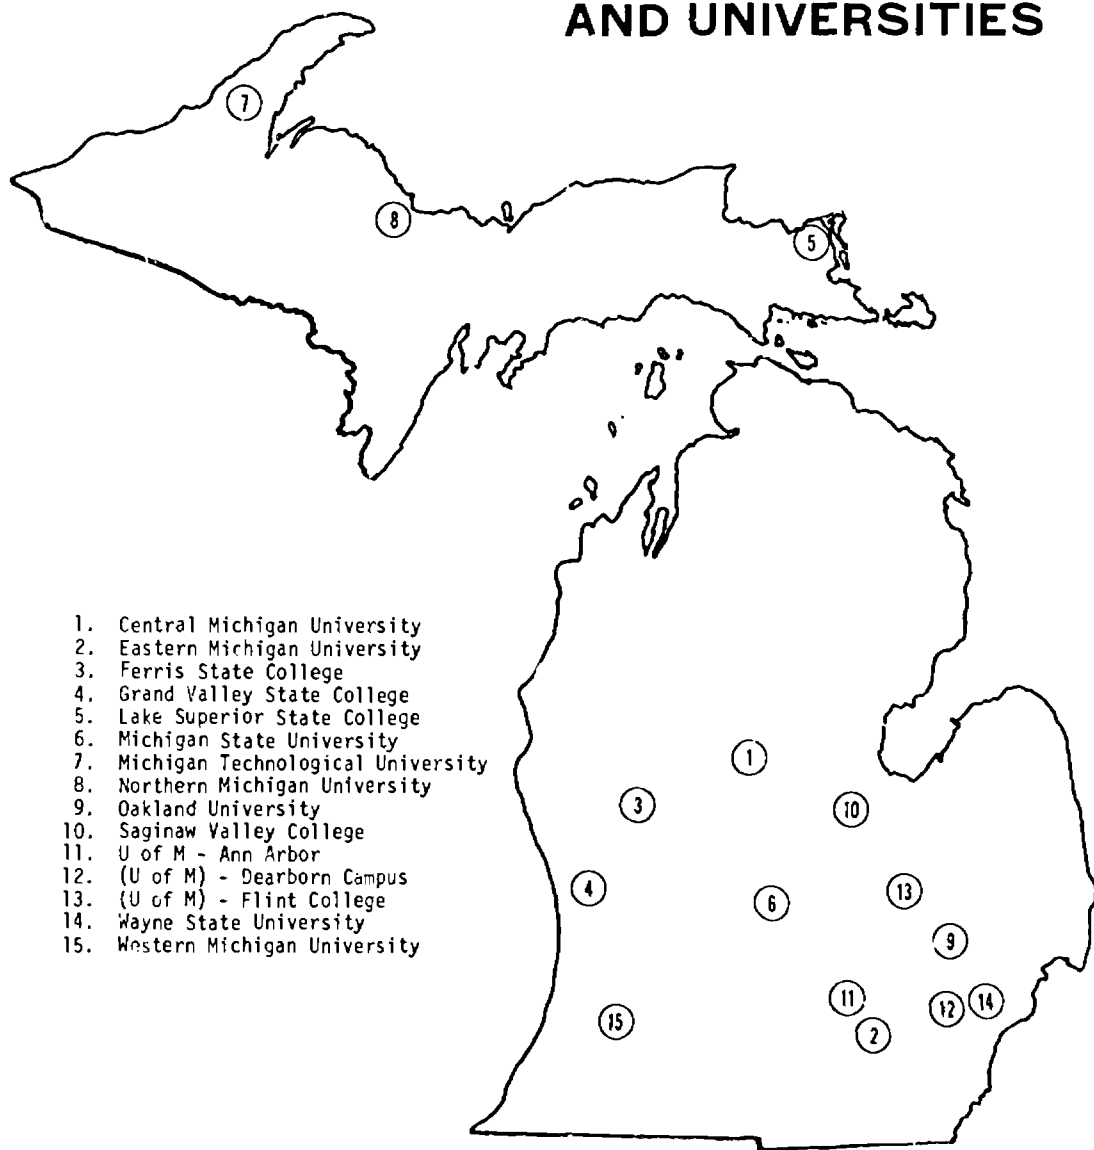 AND UNIVERSITIES
7
8
5
1. Central Michigan University
2. Eastern Michigan University
3. Ferris State College
4. Grand Valley State College
5. Lake Superior State College
6. Michigan State University
7. Michigan Technological University
8. Northern Michigan University
9. Oakland University
10. Saginaw Valley College
11. U of M - Ann Arbor
12. (U of M) - Dearborn Campus
13. (U of M) - Flint College
14. Wayne State University
15. Western Michigan University
1
3
10
4
6
13
9
11
12
14
15
2